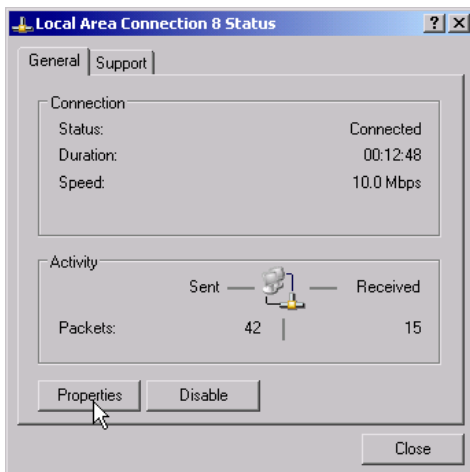 Local Area Connection 8 Status
General Support
Connection
Status: Connected
Duration: 00:12:48
Speed: 10.0 Mbps
Activity
Sent Received
Packets: 42 15
Properties Disable
Close